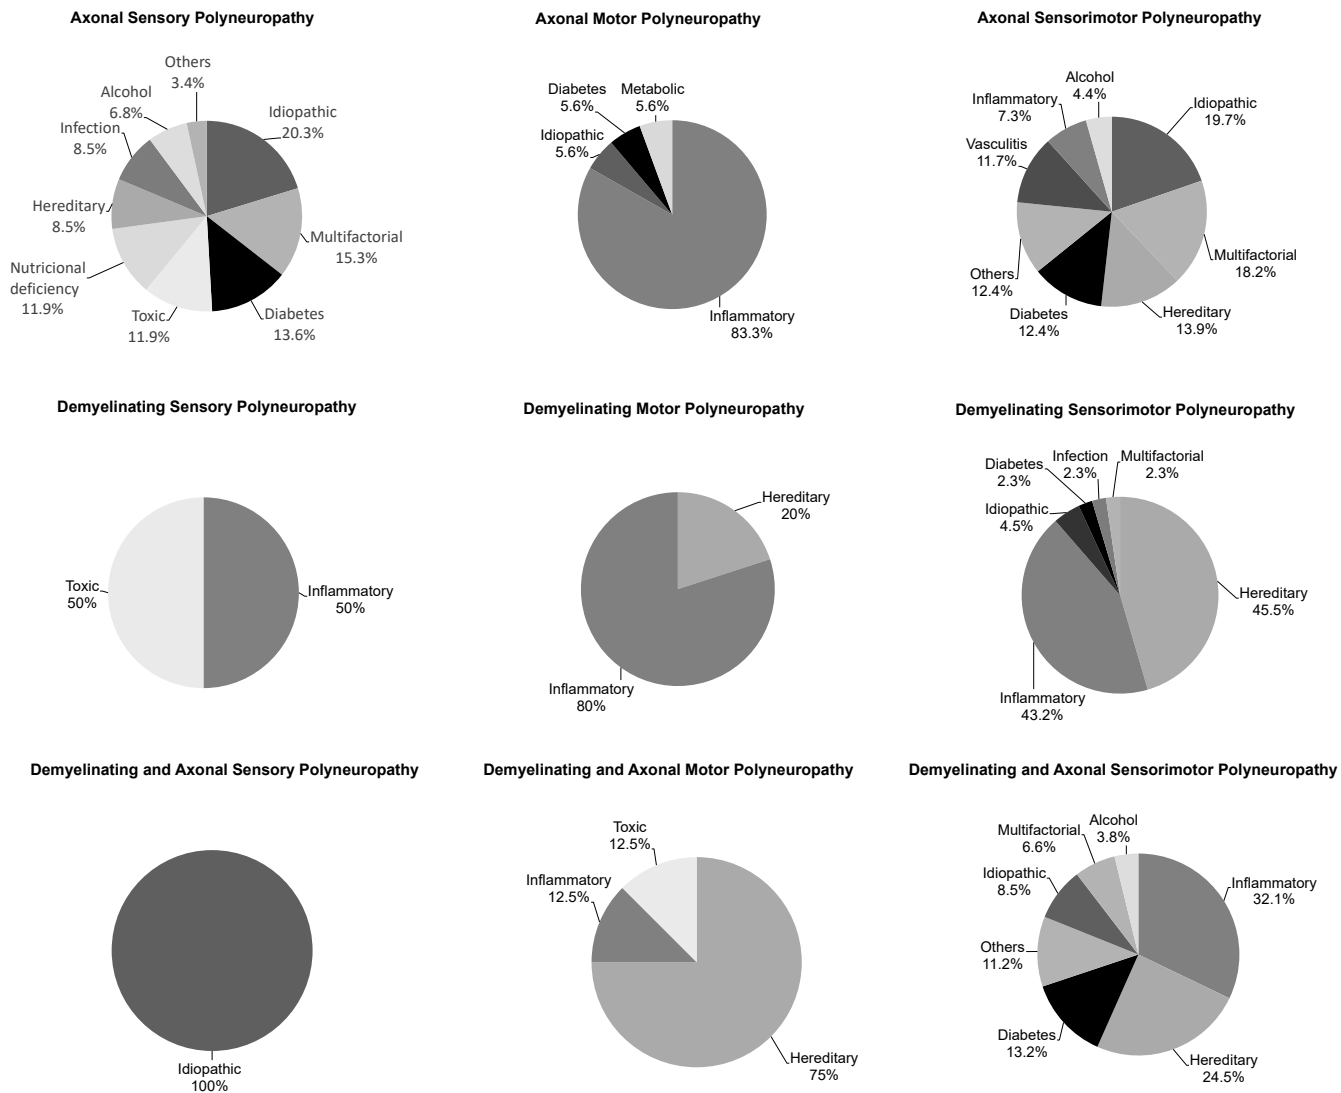 Axonal Sensory Polyneuropathy
Others
3.4%
Alcohol
6.8%
Infection
8.5%
Hereditary
8.5%
Nutricional
deficiency
11.9%
Toxic
11.9%
Diabetes
13.6%
Multifactorial
15.3%
Idiopathic
20.3%
Axonal Motor Polyneuropathy
Diabetes
5.6%
Metabolic
5.6%
Idiopathic
5.6%
Inflammatory
83.3%
Axonal Sensorimotor Polyneuropathy
Alcohol
4.4%
Inflammatory
7.3%
Vasculitis
11.7%
Others
12.4%
Diabetes
12.4%
Hereditary
13.9%
Multifactorial
18.2%
Idiopathic
19.7%
Demyelinating Sensory Polyneuropathy
Toxic
50%
Inflammatory
50%
Demyelinating Motor Polyneuropathy
Hereditary
20%
Inflammatory
80%
Demyelinating Sensorimotor Polyneuropathy
Infection
2.3%
Multifactorial
2.3%
Diabetes
2.3%
Idiopathic
4.5%
Hereditary
45.5%
Inflammatory
43.2%
Demyelinating and Axonal Sensory Polyneuropathy
Idiopathic
100%
Demyelinating and Axonal Motor Polyneuropathy
Toxic
12.5%
Inflammatory
12.5%
Hereditary
75%
Demyelinating and Axonal Sensorimotor Polyneuropathy
Alcohol
3.8%
Multifactorial
6.6%
Idiopathic
8.5%
Others
11.2%
Diabetes
13.2%
Hereditary
24.5%
Inflammatory
32.1%